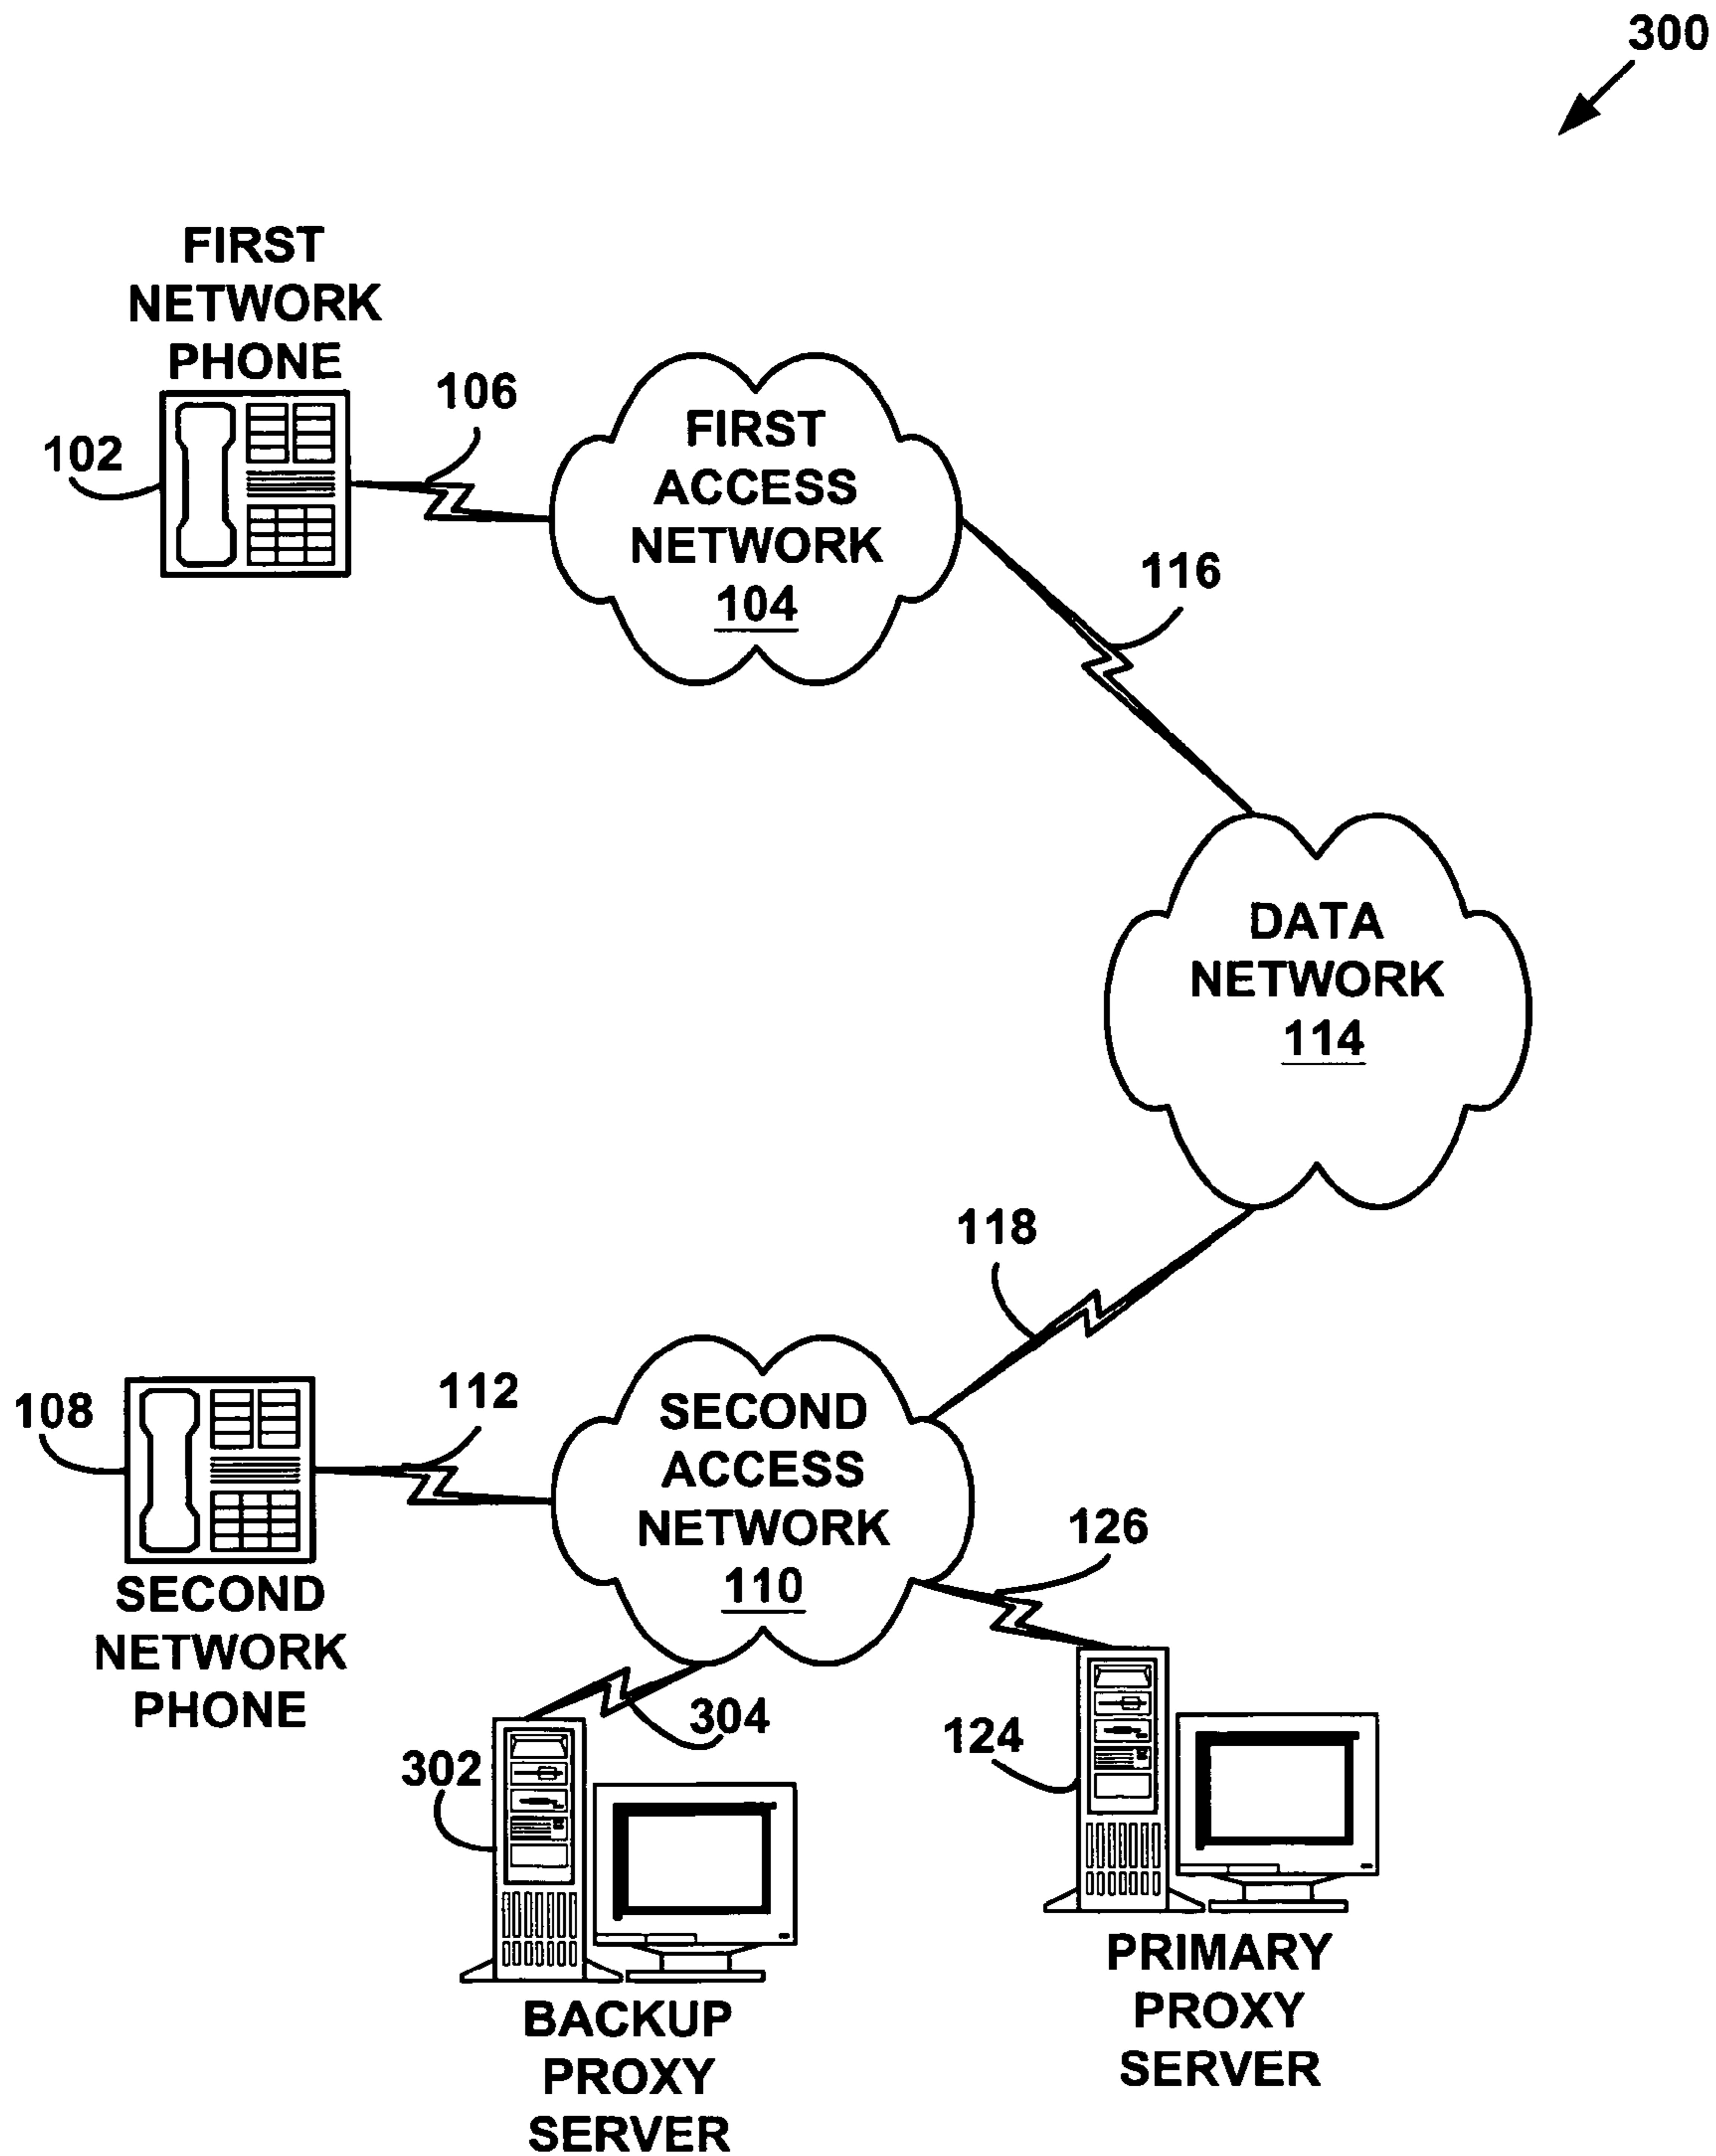 300
FIRST
NETWORK
PHONE
102
106
FIRST
ACCESS
NETWORK
104
116
DATA
NETWORK
114
118
108
112
SECOND
ACCESS
NETWORK
110
126
SECOND
NETWORK
PHONE
304
302
124
BACKUP
PROXY
SERVER
PRIMARY
PROXY
SERVER